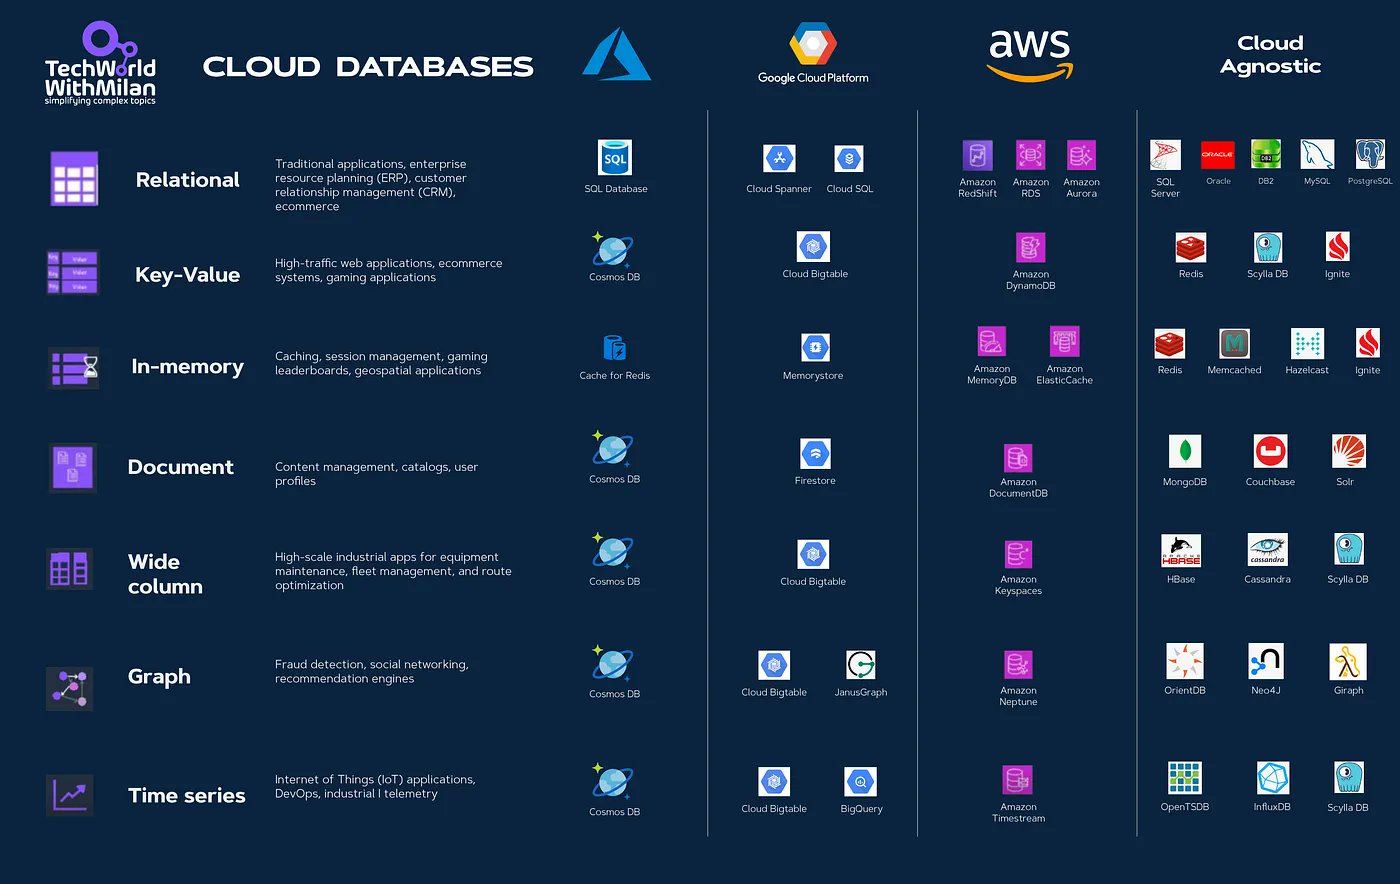 TechWorld
WithMilan
simplifying complex topics
CLOUD DATABASES
Google Cloud Platform
aws
Cloud
Agnostic
Relational
Traditional applications, enterprise
resource planning (ERP), customer
relationship management (CRM),
ecommerce
SQL
SQL Database
Cloud Spanner
Cloud SQL
Amazon
RedShift
Amazon
RDS
Amazon
Aurora
SQL
Server
ORACLE
Oracle
DB2
DB2
MySQL
PostgreSQL
Key
Key
Key
Key-Value
High-traffic web applications, ecommerce
systems, gaming applications
Cosmos DB
Cloud Bigtable
Amazon
DynamoDB
Redis
Scylla DB
Ignite
In-memory
Caching, session management, gaming
leaderboards, geospatial applications
Cache for Redis
Memorystore
Amazon
MemoryDB
Amazon
ElasticCache
Redis
M
Memcached
Hazelcast
Ignite
Document
Content management, catalogs, user
profiles
Cosmos DB
Firestore
Amazon
DocumentDB
MongoDB
Couchbase
Solr
Wide
column
High-scale industrial apps for equipment
maintenance, fleet management, and route
optimization
Cosmos DB
Cloud Bigtable
Amazon
Keyspaces
APACHE
HBASE
HBase
cassandra
Cassandra
Scylla DB
Graph
Fraud detection, social networking,
recommendation engines
Cosmos DB
Cloud Bigtable
JanusGraph
Amazon
Neptune
OrientDB
Neo4J
Giraph
Time series
Internet of Things (IoT) applications,
DevOps, industrial l telemetry
Cosmos DB
Cloud Bigtable
BigQuery
Amazon
Timestream
OpenTSDB
InfluxDB
Scylla DB